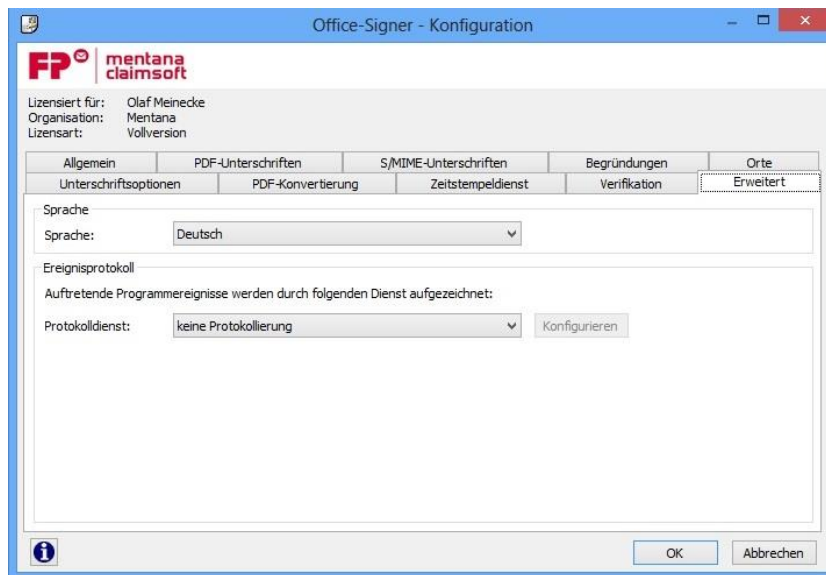 Office-Signer - Konfiguration
FP mentana
claimsoft
Lizensiert für: Olaf Meinecke
Organisation: Mentana
Lizensart: Vollversion
Allgemein PDF-Unterschriften S/MIME-Unterschriften Begründungen Orte
Unterschriftsoptionen PDF-Konvertierung Zeitstempeldienst Verifikation Erweitert
Sprache
Sprache: Deutsch
Ereignisprotokoll
Auftretende Programmereignisse werden durch folgenden Dienst aufgezeichnet:
Protokolldienst: keine Protokollierung Konfigurieren
OK Abbrechen